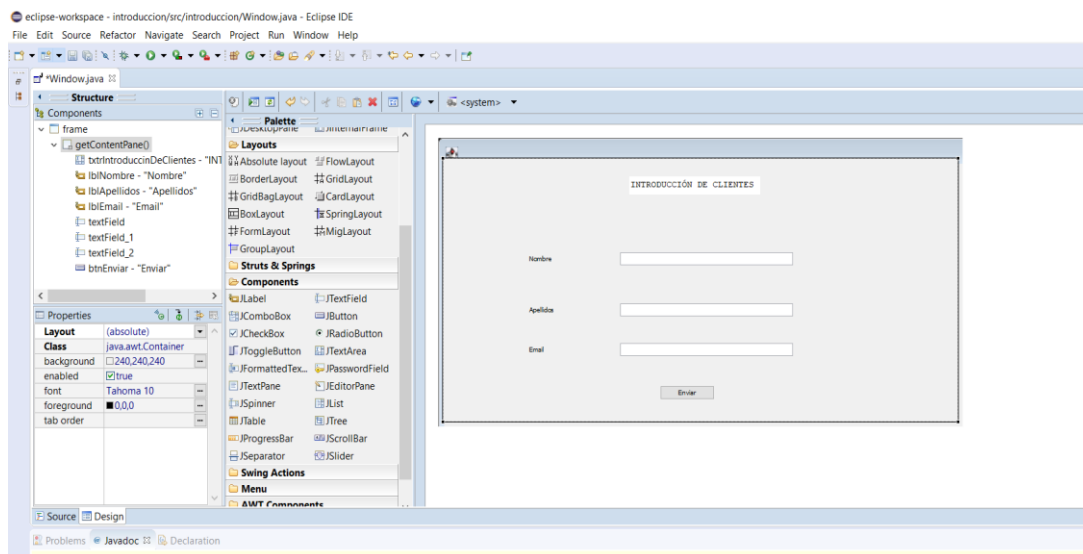 eclipse-workspace - introduccion/src/introduccion/Window.java - Eclipse IDE
File Edit Source Refactor Navigate Search Project Run Window Help
*Window.java
Structure
Components
frame
getContentPane()
txtrIntroduccinDeClientes - "INT
lblNombre - "Nombre"
lblApellidos - "Apellidos"
lblEmail - "Email"
textField
textField_1
textField_2
btnEnviar - "Enviar"
Properties
Layout (absolute)
Class java.awt.Container
background 240,240,240
enabled true
font Tahoma 10
foreground 0,0,0
tab order
Source Design
<system>
Palette
JDesktopPane JInternalFrame
Layouts
Absolute layout FlowLayout
BorderLayout GridLayout
GridBagLayout CardLayout
BoxLayout SpringLayout
FormLayout MigLayout
GroupLayout
Struts & Springs
Components
JLabel JTextField
JComboBox JButton
JCheckBox JRadioButton
JToggleButton JTextArea
JFormattedTex... JPasswordField
JTextPane JEditorPane
JSpinner JList
JTable JTree
JProgressBar JScrollBar
JSeparator JSlider
Swing Actions
Menu
AWT Components
INTRODUCCIÓN DE CLIENTES
Nombre
Apellidos
Email
Enviar
Problems Javadoc Declaration